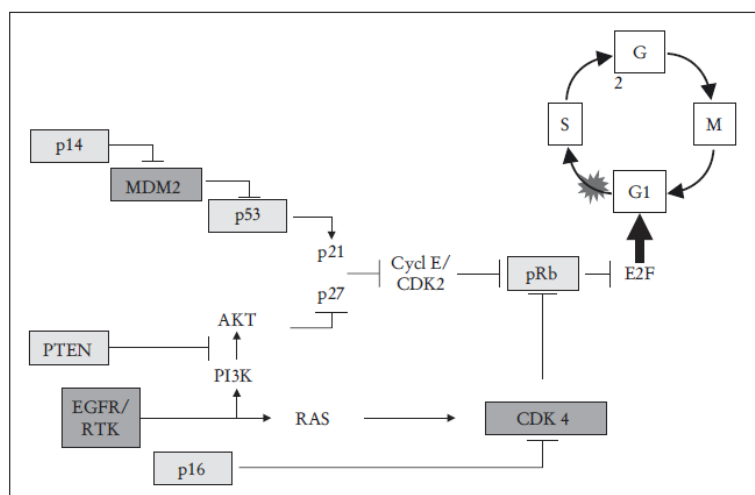 G
2
S
M
G1
p14
MDM2
p53
p21
Cycl E/
CDK2
pRb
E2F
p27
AKT
PTEN
PI3K
EGFR/
RTK
RAS
CDK 4
p16